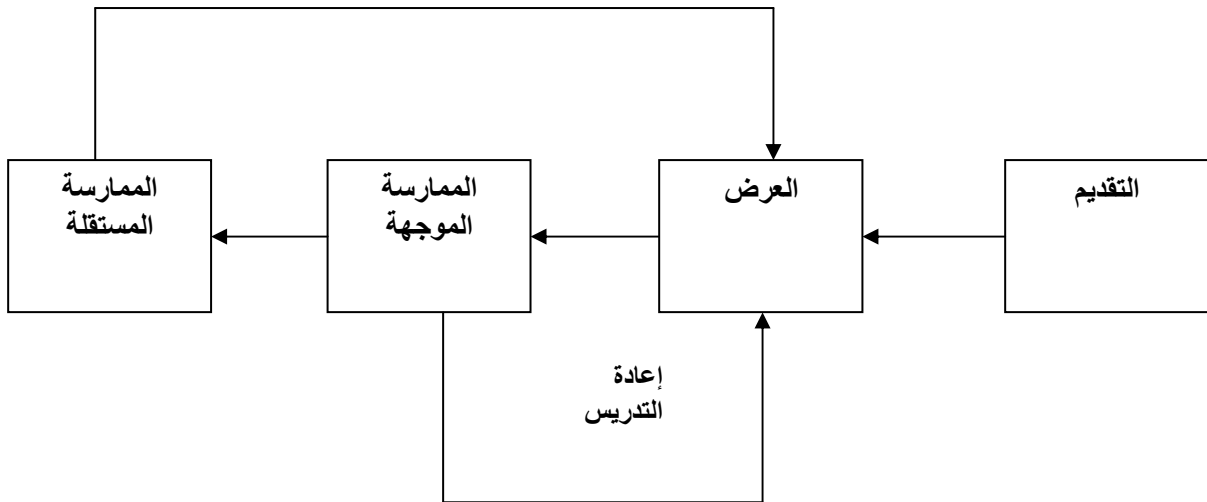 التقديم
العرض
الممارسة
الموجهة
الممارسة
المستقلة
إعادة
التدريس